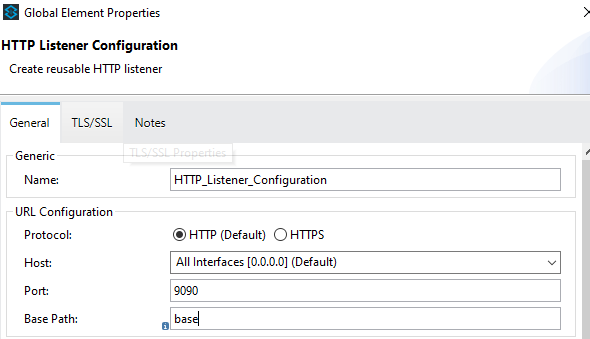 Global Element Properties
HTTP Listener Configuration
Create reusable HTTP listener
General TLS/SSL Notes
TLS/SSL Properties
Generic
Name: HTTP_Listener_Configuration
URL Configuration
Protocol: HTTP (Default) HTTPS
Host: All Interfaces [0.0.0.0] (Default)
Port: 9090
Base Path: base